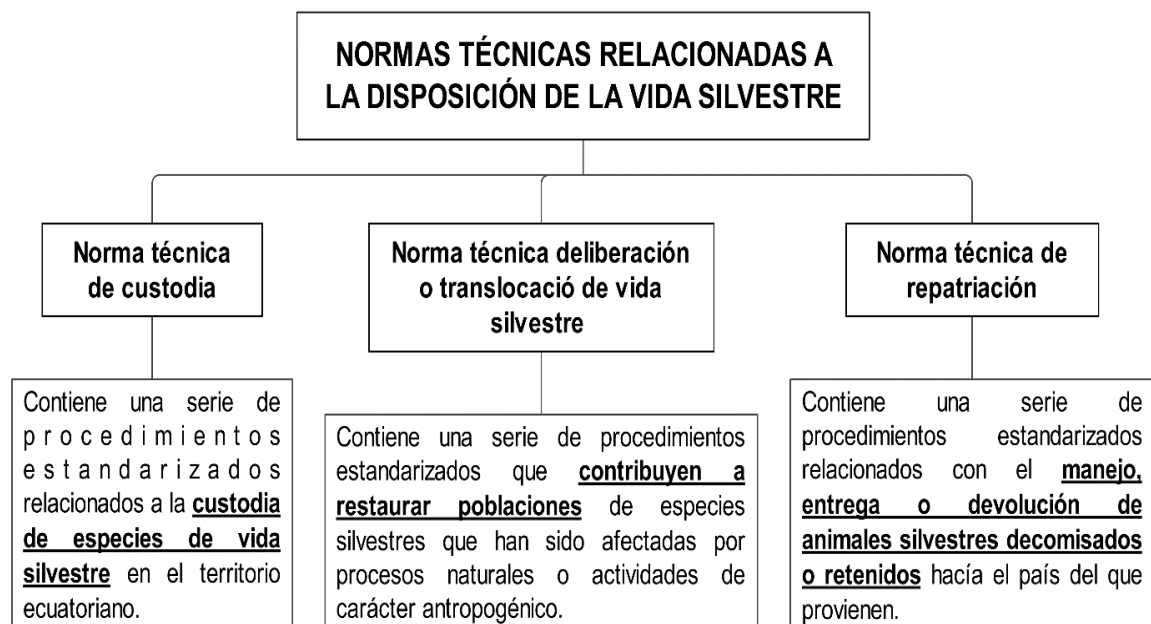 NORMAS TÉCNICAS RELACIONADAS A
LA DISPOSICIÓN DE LA VIDA SILVESTRE
Norma técnica
de custodia
Contiene una serie de
procedimientos
estandarizados
relacionados a la custodia
de especies de vida
silvestre en el territorio
ecuatoriano.
Norma técnica deliberación
o translocació de vida
silvestre
Contiene una serie de procedimientos
estandarizados que contribuyen a
restaurar poblaciones de especies
silvestres que han sido afectadas por
procesos naturales o actividades de
carácter antropogénico.
Norma técnica de
repatriación
Contiene una serie de
procedimientos estandarizados
relacionados con el manejo,
entrega o devolución de
animales silvestres decomisados
o retenidos hacía el país del que
provienen.